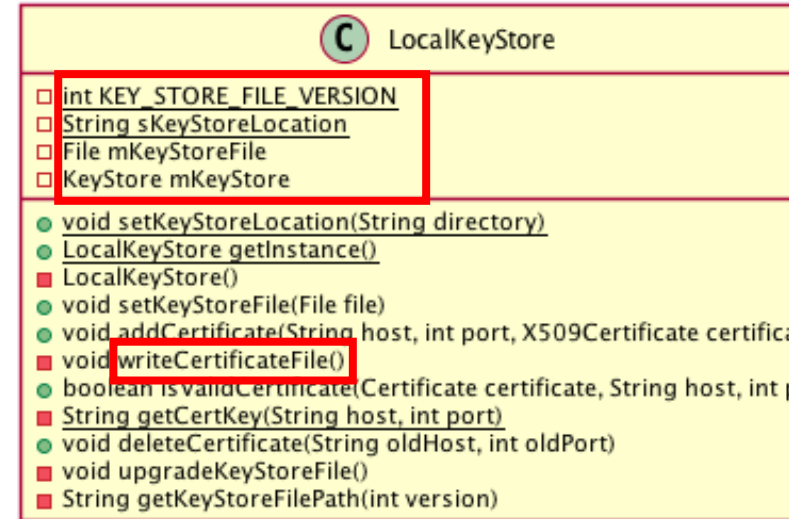 C LocalKeyStore
int KEY_STORE_FILE_VERSION
String sKeyStoreLocation
File mKeyStoreFile
KeyStore mKeyStore
void setKeyStoreLocation(String directory)
LocalKeyStore getInstance()
LocalKeyStore()
void setKeyStoreFile(File file)
void addCertificate(String host, int port, X509Certificate certifica
void writeCertificateFile()
boolean isValidCertificate(Certificate certificate, String host, int
String getCertKey(String host, int port)
void deleteCertificate(String oldHost, int oldPort)
void upgradeKeyStoreFile()
String getKeyStoreFilePath(int version)